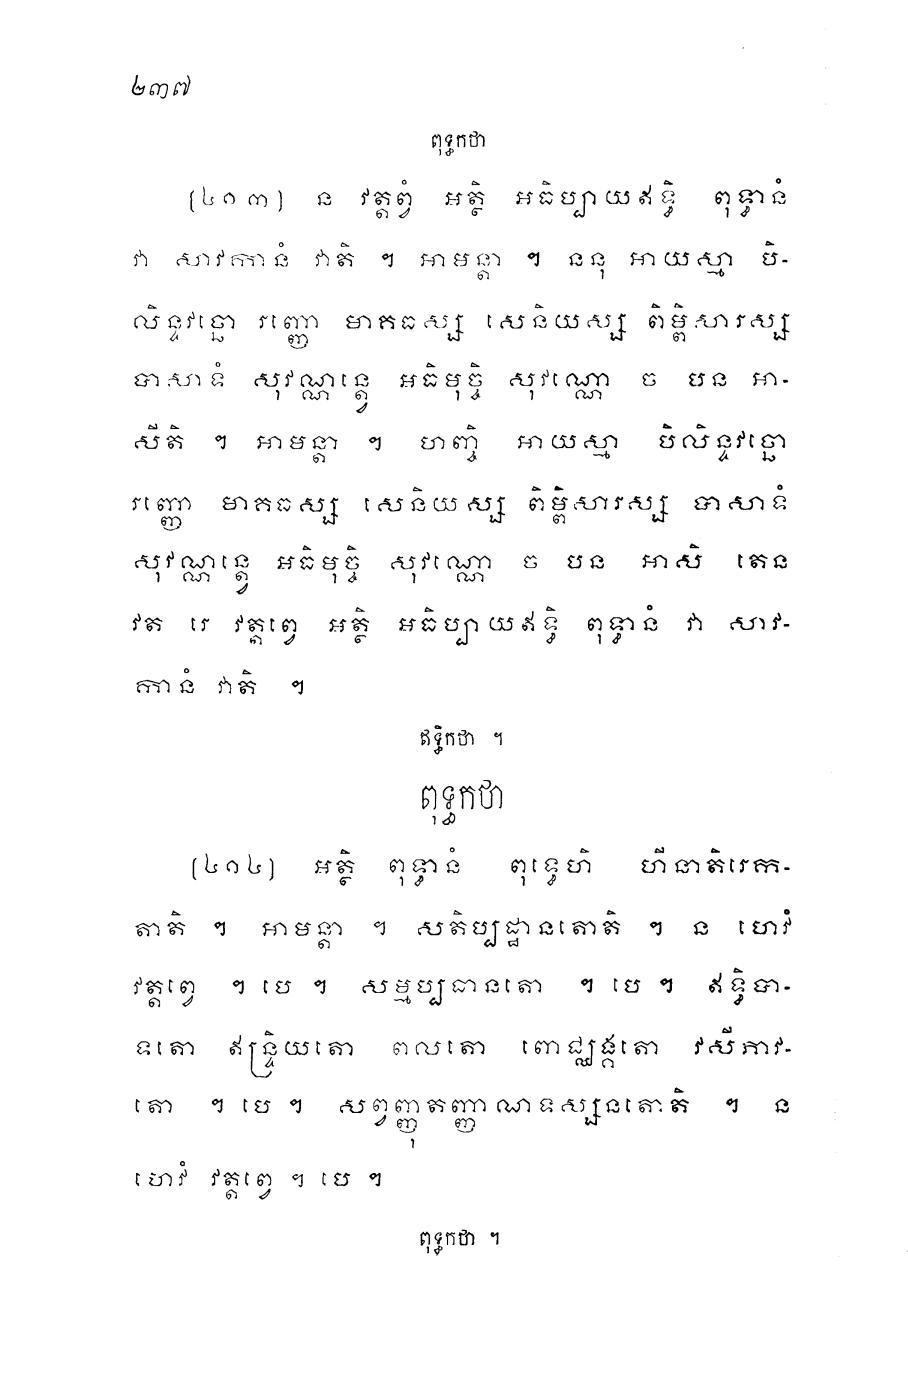 ២៣៧
ពុទ្ធកថា
(៤១៣) ន វត្តព្វំ អត្ថិ អធិប្បាយឥទ្ធិ ពុទ្ធានំ
វា សាវកានំ វាតិ ។ អាមន្តា ។ ននុ អាយស្មា បិ-
លិន្ទវច្ឆោ រញ្ញោ មាគធស្ស សេនិយស្ស ពិម្ពិសារស្ស
បាសាទំ សុវណ្ណន្ត្វេ អធិមុច្ចិ សុវណ្ណោ ច បន អា-
សីតិ ។ អាមន្តា ។ ហញ្ចិ អាយស្មា បិលិន្ទវច្ឆោ
រញ្ញោ មាគធស្ស សេនិយស្ស ពិម្ពិសារស្ស បាសាទំ
សុវណ្ណន្ត្វេ អធិមុច្ចិ សុវណ្ណោ ច បន អាសិ តេន
វត រេ វត្តព្វេ អត្ថិ អធិប្បាយឥទ្ធិ ពុទ្ធានំ វា សាវ-
កានំ វាតិ ។
ឥទ្ធិកថា ។
ពុទ្ធកថា
(៤១៤) អត្ថិ ពុទ្ធានំ ពុទ្ធេហិ ហីនាតិរេកក-
តាតិ ។ អាមន្តា ។ សតិប្បដ្ឋានតោតិ ។ ន ហេវំ
វត្តព្វេ ។ បេ ។ សម្មប្បធានតោ ។ បេ ។ ឥទ្ធិបា-
ទតោ ឥន្ទ្រិយតោ ពលតោ ពោជ្ឈង្គតោ វសីភាវ-
តោ ។ បេ ។ សព្វញ្ញុតញ្ញាណទស្សនតោតិ ។ ន
ហេវំ វត្តព្វេ ។ បេ ។
ពុទ្ធកថា ។